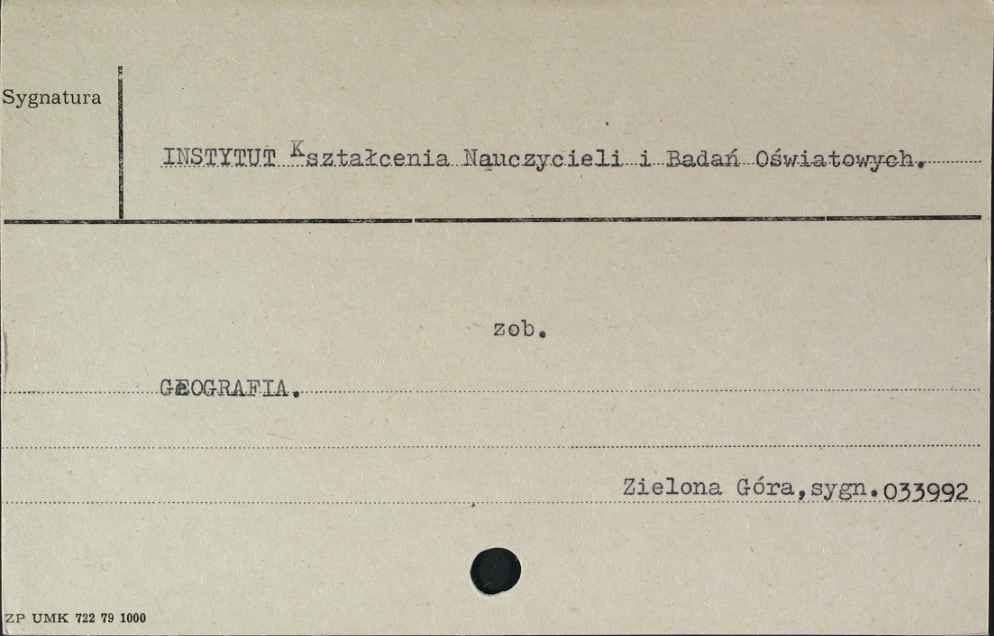 Sygnatura
INSTYTUT Kształcenia Nauczycieli i Badań Oświatowych.
zob.
GEOGRAFIA.
Zielona Góra,sygn.033992
ZP UMK 722 79 1000